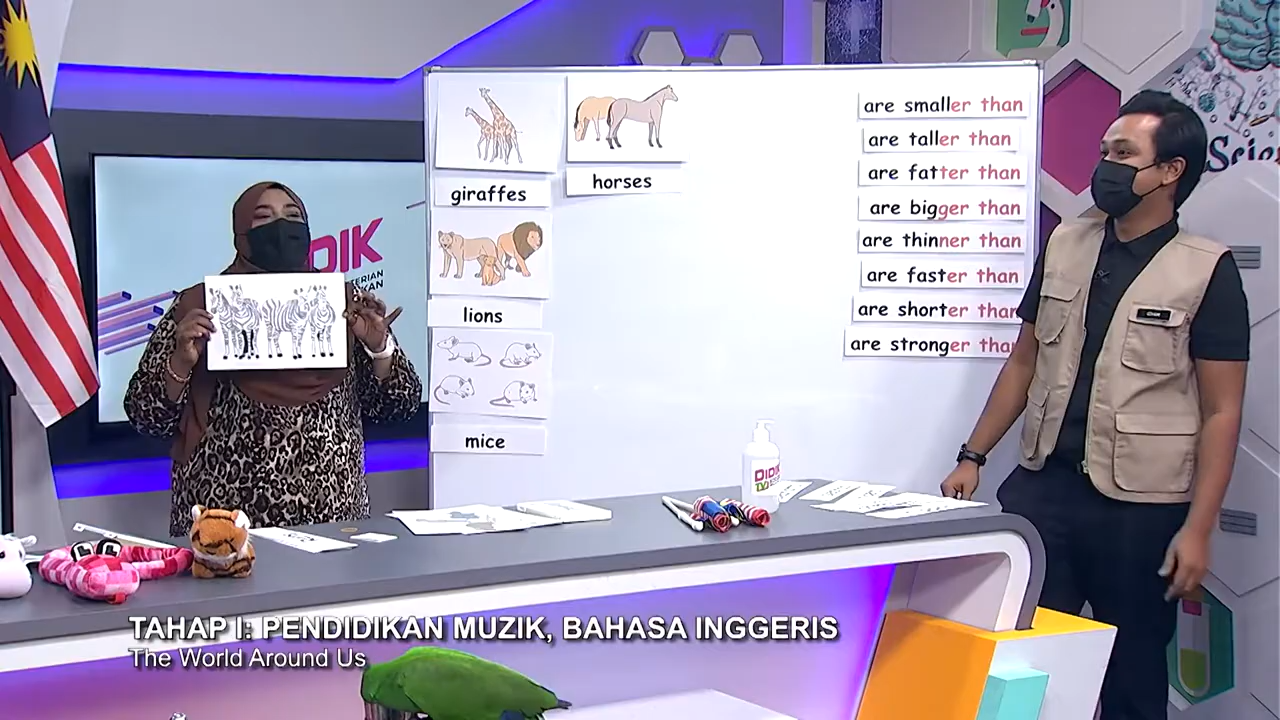 giraffes
horses
lions
mice
are smaller than
are taller than
are fatter than
are bigger than
are thinner than
are faster than
are shorter than
are stronger than
DIDIK
TAHAP I: PENDIDIKAN MUZIK, BAHASA INGGERIS
The World Around Us